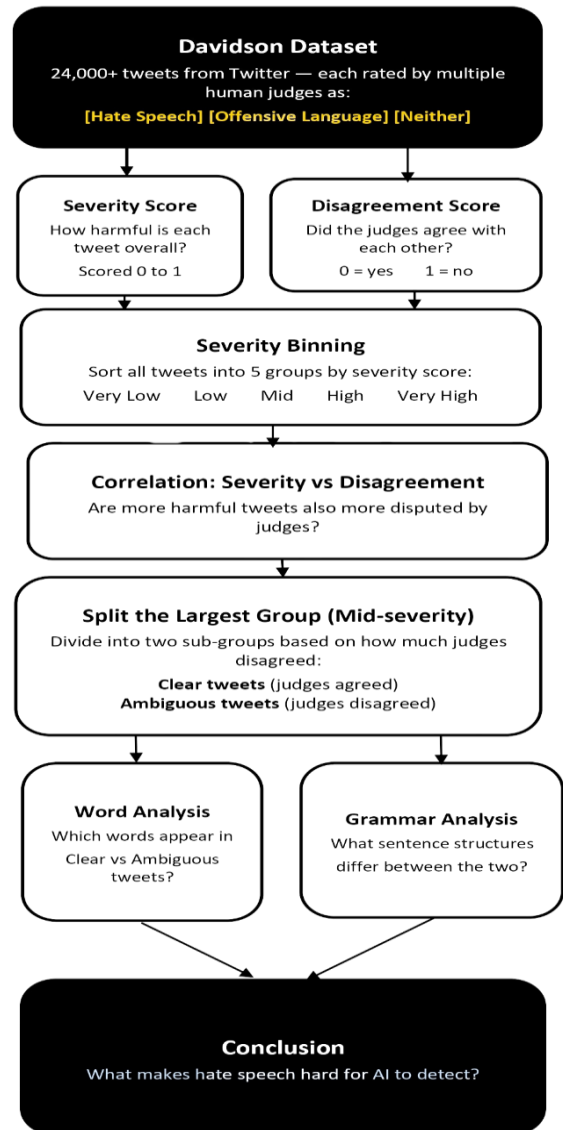 Davidson Dataset
24,000+ tweets from Twitter — each rated by multiple
human judges as:
[Hate Speech] [Offensive Language] [Neither]
Severity Score
How harmful is each
tweet overall?
Scored 0 to 1
Disagreement Score
Did the judges agree with
each other?
0 = yes 1 = no
Severity Binning
Sort all tweets into 5 groups by severity score:
Very Low Low Mid High Very High
Correlation: Severity vs Disagreement
Are more harmful tweets also more disputed by
judges?
Split the Largest Group (Mid-severity)
Divide into two sub-groups based on how much judges
disagreed:
Clear tweets (judges agreed)
Ambiguous tweets (judges disagreed)
Word Analysis
Which words appear in
Clear vs Ambiguous
tweets?
Grammar Analysis
What sentence structures
differ between the two?
Conclusion
What makes hate speech hard for AI to detect?